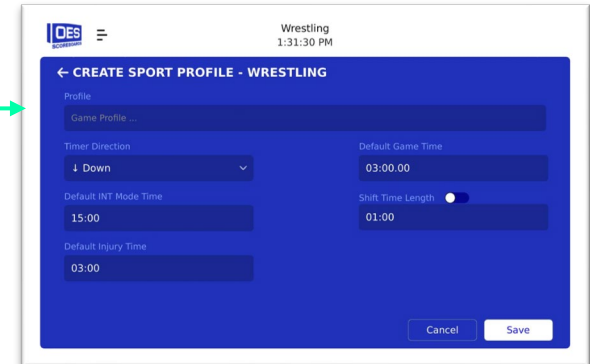 OES
SCOREBOARDS
Wrestling
1:31:30 PM
← CREATE SPORT PROFILE - WRESTLING
Profile
Game Profile ...
Timer Direction
Default Game Time
↓ Down
03:00.00
Default INT Mode Time
Shift Time Length
15:00
01:00
Default Injury Time
03:00
Cancel
Save